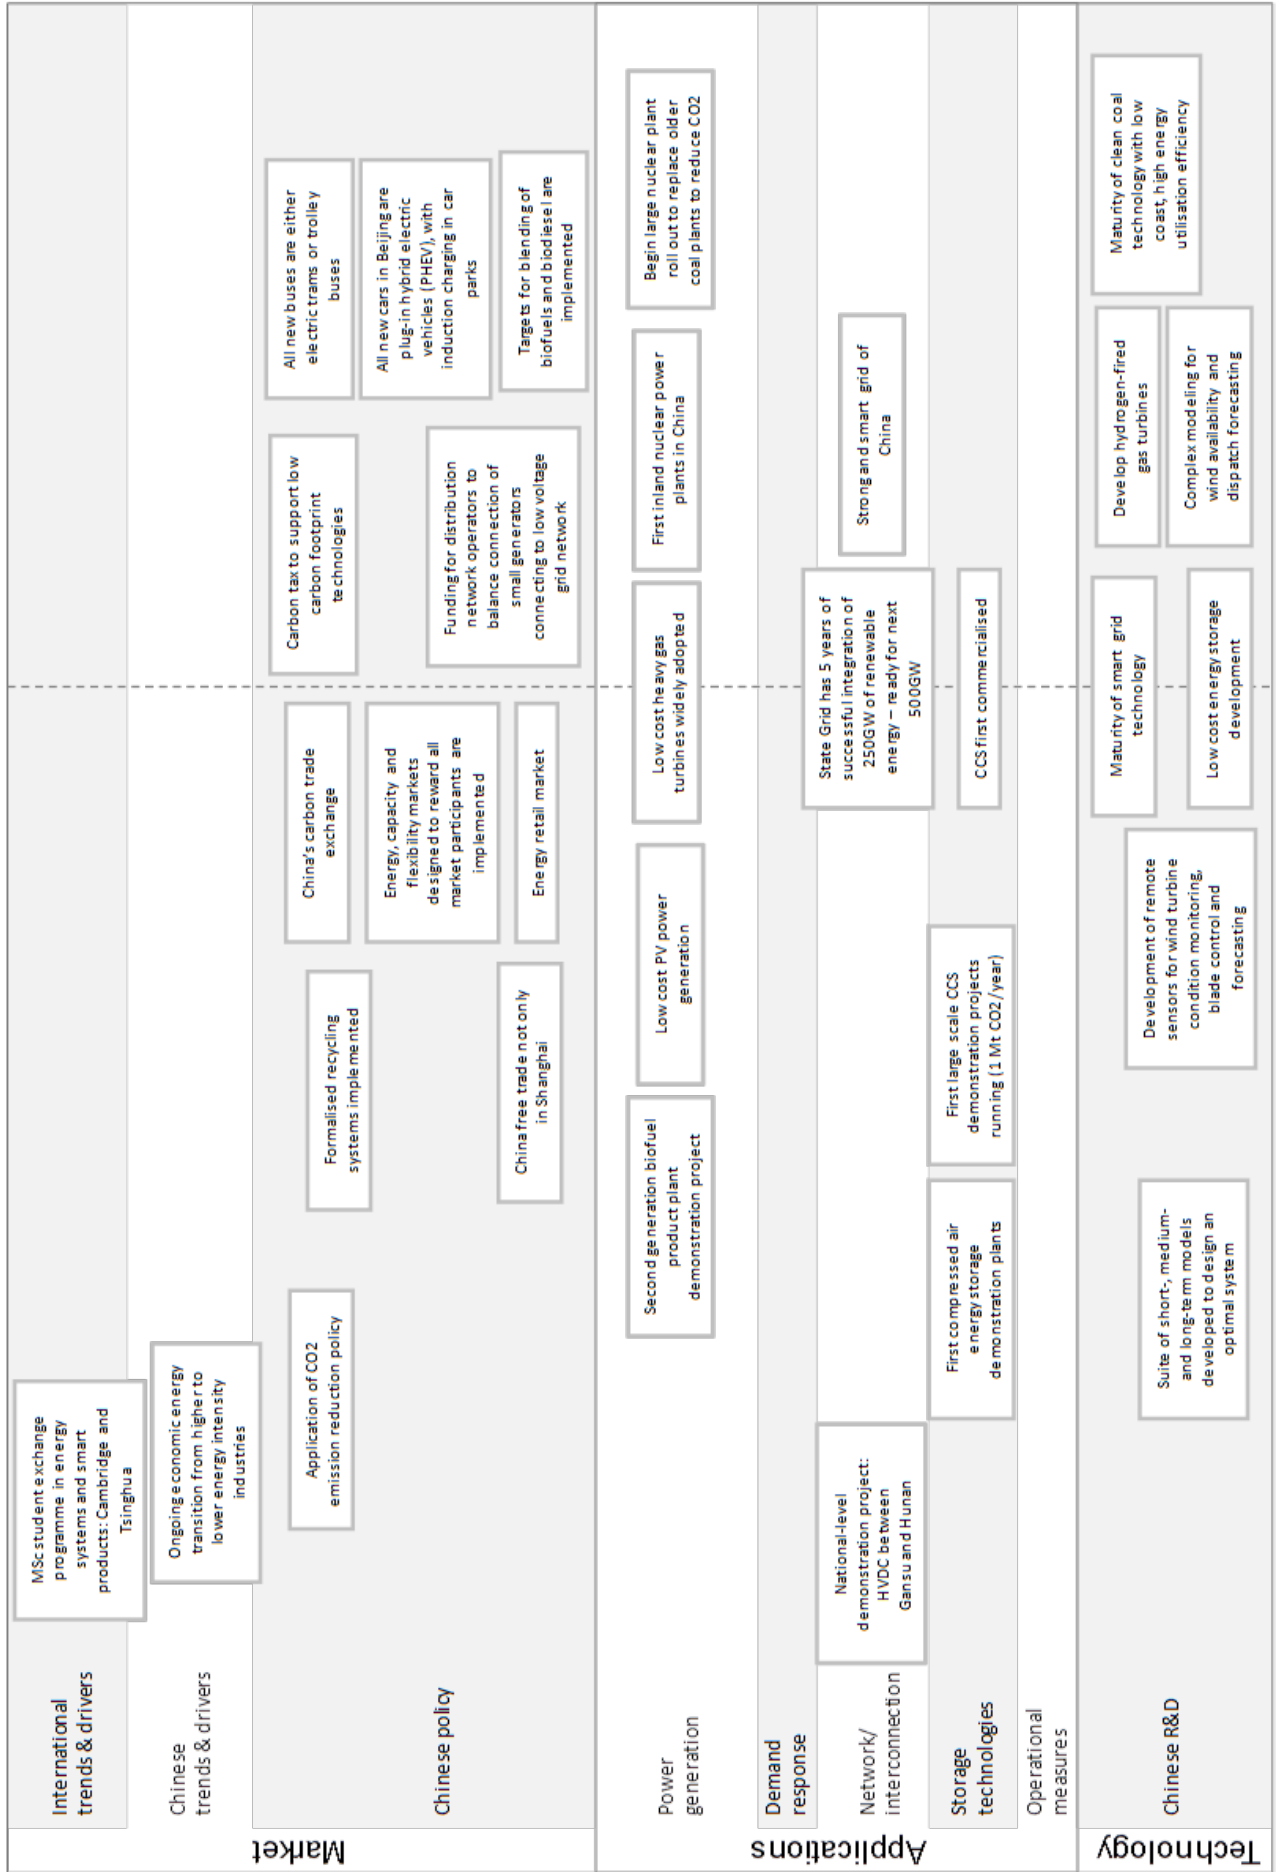 Market
International
trends & drivers
MSc student exchange
programme in energy
systems and smart
products: Cambridge and
Tsinghua
Chinese
trends & drivers
Ongoing economic energy
transition from higher to
lower energy intensity
industries
Chinese policy
Application of CO2
emission reduction policy
Formalised recycling
systems implemented
China free trade not only
in Shanghai
China's carbon trade
exchange
Energy, capacity and
flexibility markets
designed to reward all
market participants are
implemented
Energy retail market
Carbon tax to support low
carbon footprint
technologies
Funding for distribution
network operators to
balance connection of
small generators
connecting to low voltage
grid network
All new buses are either
electric trams or trolley
buses
All new cars in Beijing are
plug-in hybrid electric
vehicles (PHEV), with
induction charging in car
parks
Targets for blending of
biofuels and biodiesel are
implemented
Applications
Power
generation
Second generation biofuel
product plant
demonstration project
Low cost PV power
generation
Low cost heavy gas
turbines widely adopted
First inland nuclear power
plants in China
Begin large nuclear plant
roll out to replace older
coal plants to reduce CO2
Demand
response
Network/
interconnection
National-level
demonstration project:
HVDC between
Gansu and Hunan
State Grid has 5 years of
successful integration of
250GW of renewable
energy – ready for next
500GW
Strong and smart grid of
China
Storage
technologies
First compressed air
energy storage
demonstration plants
First large scale CCS
demonstration projects
running (1 Mt CO2/year)
CCS first commercialised
Operational
measures
Technology
Chinese R&D
Suite of short-, medium-
and long-term models
developed to design an
optimal system
Development of remote
sensors for wind turbine
condition monitoring,
blade control and
forecasting
Maturity of smart grid
technology
Low cost energy storage
development
Develop hydrogen-fired
gas turbines
Complex modeling for
wind availability and
dispatch forecasting
Maturity of clean coal
technology with low
coast, high energy
utilisation efficiency